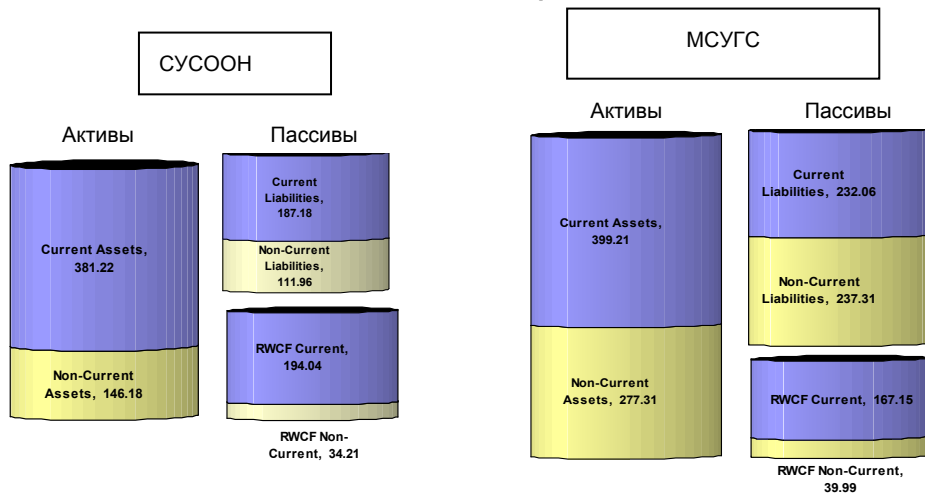 СУСООН
Активы
Пассивы
Current Assets,
381.22
Non-Current
Assets, 146.18
Current
Liabilities,
187.18
Non-Current
Liabilities,
111.96
RWCF Current,
194.04
RWCF Non-
Current, 34.21
МСУГС
Активы
Пассивы
Current Assets,
399.21
Non-Current
Assets, 277.31
Current
Liabilities, 232.06
Non-Current
Liabilities, 237.31
RWCF Current, 167.15
RWCF Non-Current,
39.99